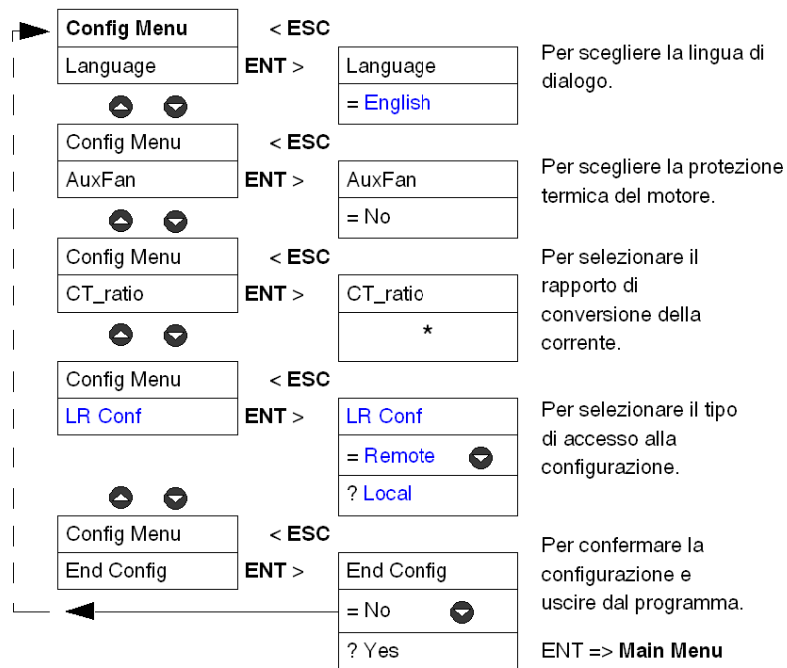 Config Menu < ESC
Language ENT > Language
= English
Per scegliere la lingua di
dialogo.
Config Menu < ESC
AuxFan ENT > AuxFan
= No
Per scegliere la protezione
termica del motore.
Config Menu < ESC
CT_ratio ENT > CT_ratio
*
Per selezionare il
rapporto di
conversione della
corrente.
Config Menu < ESC
LR Conf ENT > LR Conf
= Remote
? Local
Per selezionare il tipo
di accesso alla
configurazione.
Config Menu < ESC
End Config ENT > End Config
= No
? Yes
Per confermare la
configurazione e
uscire dal programma.
ENT => Main Menu